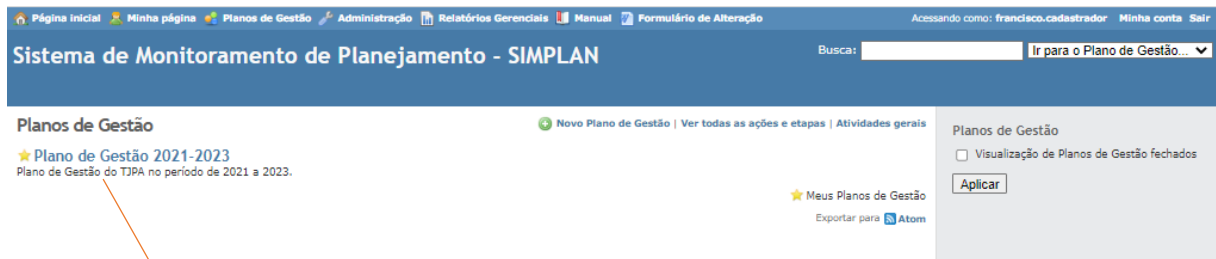 Página inicial Minha página Planos de Gestão Administração Relatórios Gerenciais Manual Formulário de Alteração Acessando como: francisco.cadastrador Minha conta Sair
Sistema de Monitoramento de Planejamento - SIMPLAN
Busca: Ir para o Plano de Gestão...
Planos de Gestão
Novo Plano de Gestão | Ver todas as ações e etapas | Atividades gerais
Plano de Gestão 2021-2023
Plano de Gestão do TJPA no período de 2021 a 2023.
Meus Planos de Gestão
Exportar para Atom
Planos de Gestão
Visualização de Planos de Gestão fechados
Aplicar